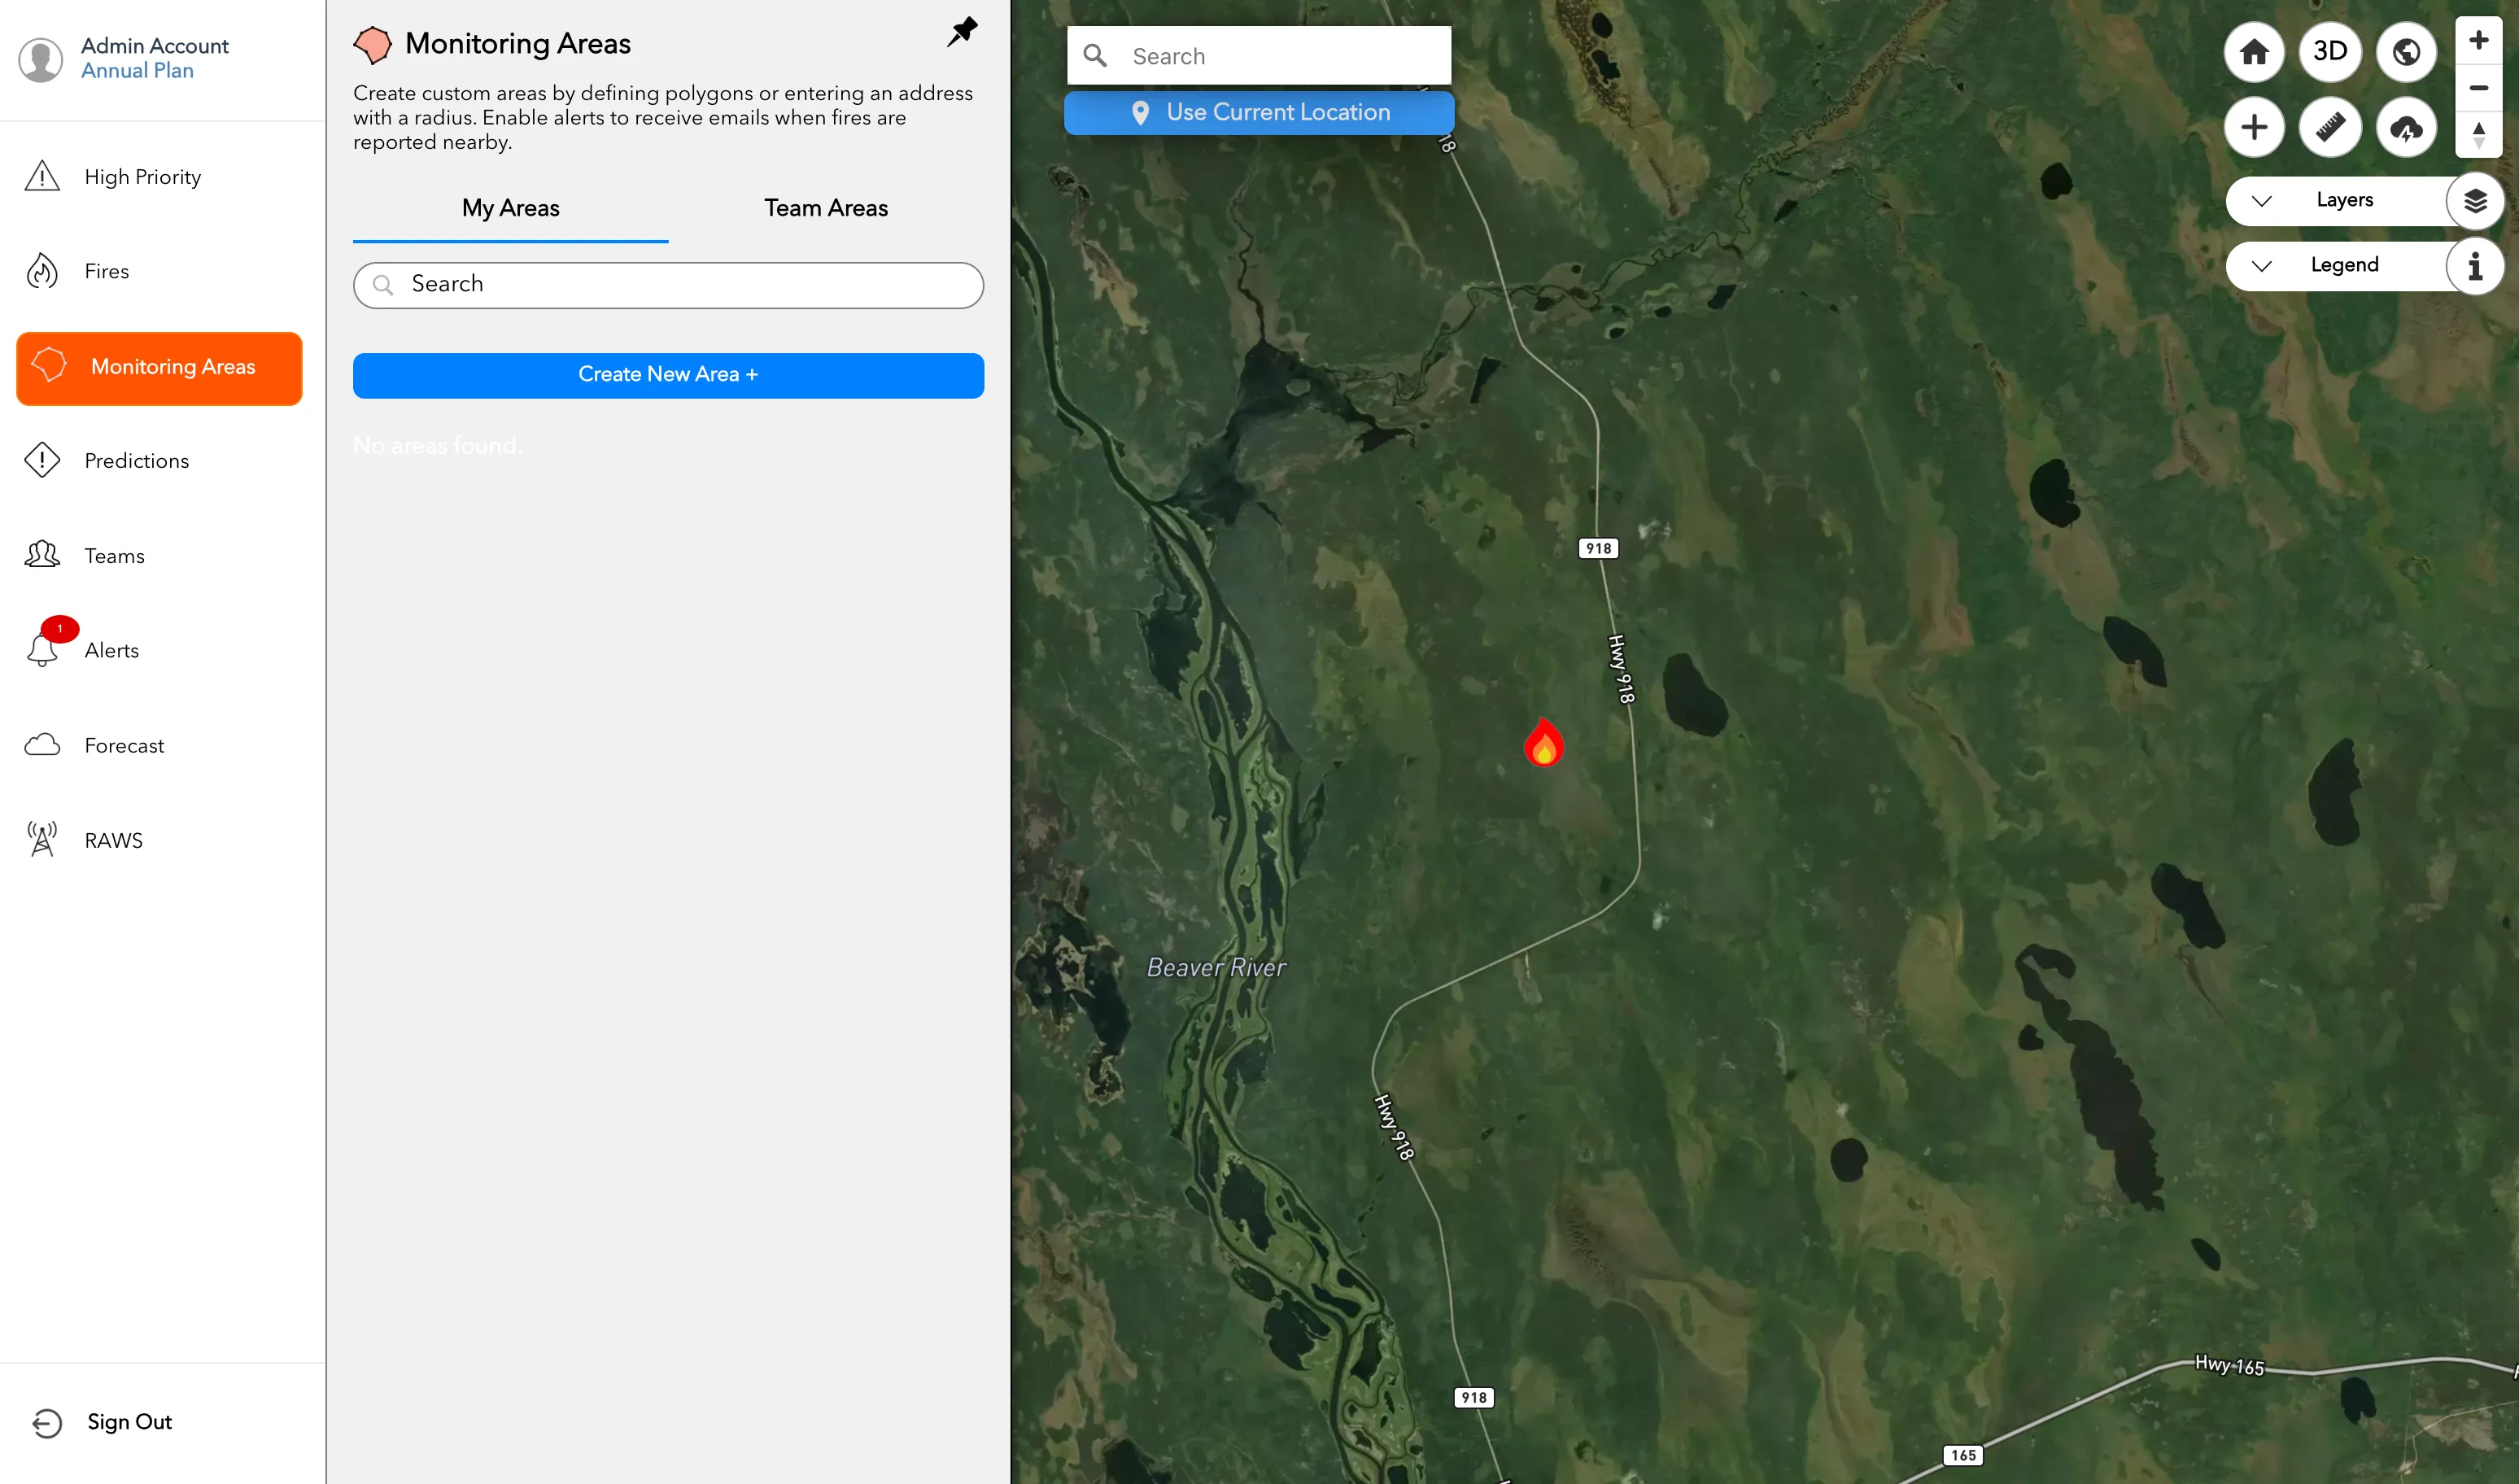 Admin Account
Annual Plan
High Priority
Fires
Monitoring Areas
Predictions
Teams
1
Alerts
Forecast
RAWS
Sign Out
Monitoring Areas
Create custom areas by defining polygons or entering an address
with a radius. Enable alerts to receive emails when fires are
reported nearby.
My Areas
Team Areas
Search
Create New Area +
No areas found.
Search
Use Current Location
3D
Layers
Legend
18
918
Hwy 918
Beaver River
Hwy 918
918
Hwy 165
165